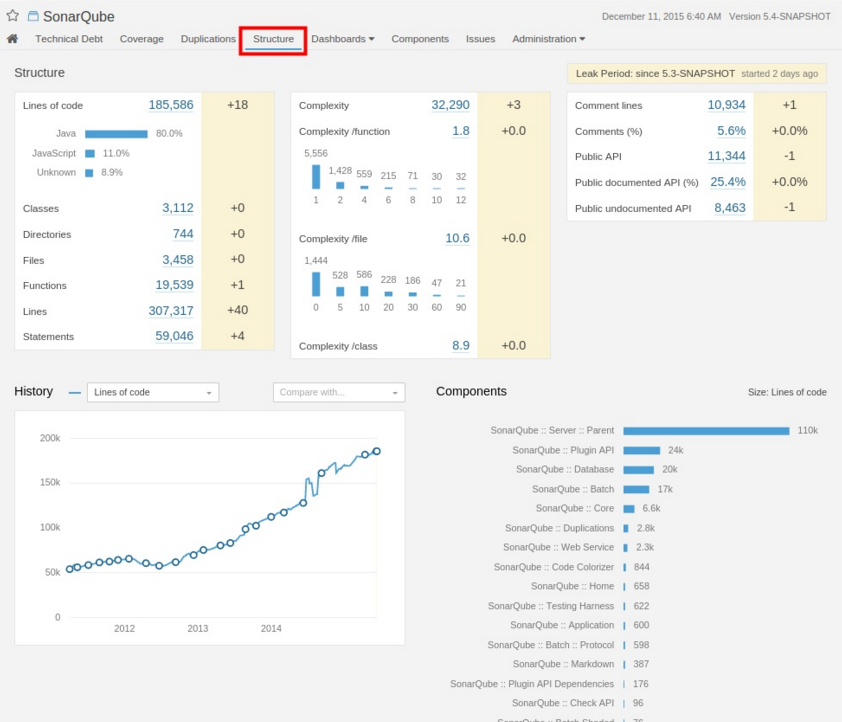 SonarQube
December 11, 2015 6:40 AM Version 5.4-SNAPSHOT
Technical Debt Coverage Duplications Structure Dashboards Components Issues Administration
Structure
Leak Period: since 5.3-SNAPSHOT started 2 days ago
Lines of code 185,586 +18
Java 80.0%
JavaScript 11.0%
Unknown 8.9%
Classes 3,112 +0
Directories 744 +0
Files 3,458 +0
Functions 19,539 +1
Lines 307,317 +40
Statements 59,046 +4
Complexity 32,290 +3
Complexity /function 1.8 +0.0
5,556 1,428 559 215 71 30 32
1 2 4 6 8 10 12
Complexity /file 10.6 +0.0
1,444 528 586 228 186 47 21
0 5 10 20 30 60 90
Complexity /class 8.9 +0.0
Comment lines 10,934 +1
Comments (%) 5.6% +0.0%
Public API 11,344 -1
Public documented API (%) 25.4% +0.0%
Public undocumented API 8,463 -1
History Lines of code Compare with...
200k
150k
100k
50k
0
2012 2013 2014
Components Size: Lines of code
SonarQube :: Server :: Parent 110k
SonarQube :: Plugin API 24k
SonarQube :: Database 20k
SonarQube :: Batch 17k
SonarQube :: Core 6.6k
SonarQube :: Duplications 2.8k
SonarQube :: Web Service 2.3k
SonarQube :: Code Colorizer 844
SonarQube :: Home 658
SonarQube :: Testing Harness 622
SonarQube :: Application 600
SonarQube :: Batch :: Protocol 598
SonarQube :: Markdown 387
SonarQube :: Plugin API Dependencies 176
SonarQube :: Check API 96
SonarQube :: Batch Shaded 76